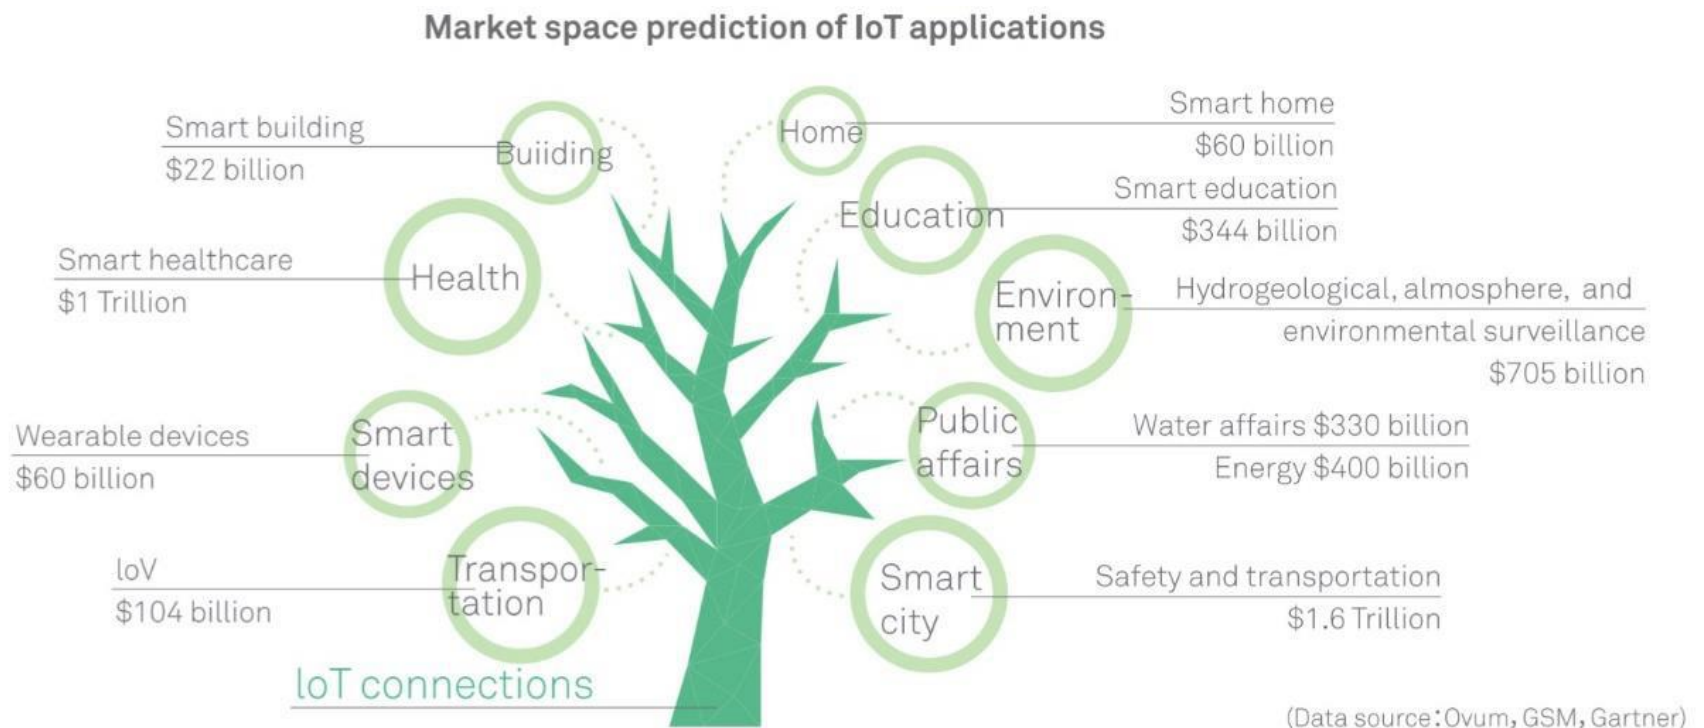 Market space prediction of IoT applications
Smart building
$22 billion
Buiiding
Home
Smart home
$60 billion
Education
Smart education
$344 billion
Smart healthcare
$1 Trillion
Health
Environ-
ment
Hydrogeological, almosphere, and
environmental surveillance
$705 billion
Wearable devices
$60 billion
Smart
devices
Public
affairs
Water affairs $330 billion
Energy $400 billion
loV
$104 billion
Transpor-
tation
Smart
city
Safety and transportation
$1.6 Trillion
loT connections
(Data source:Ovum, GSM, Gartner)